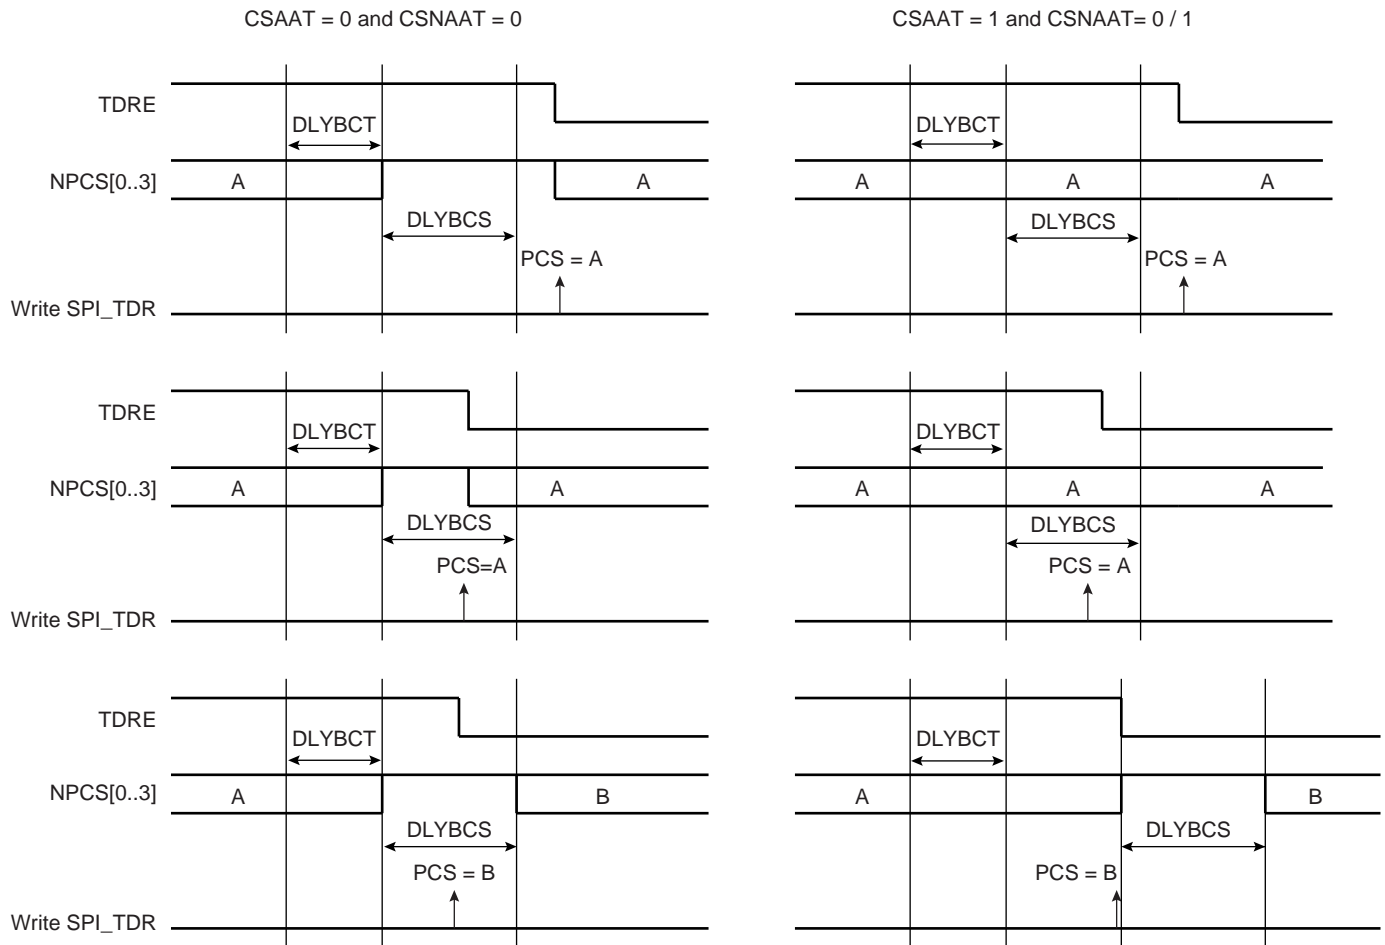 CSAAT = 0 and CSNAAT = 0
CSAAT = 1 and CSNAAT= 0 / 1
TDRE
DLYBCT
DLYBCT
NPCS[0..3]
A
A
A
A
A
DLYBCS
DLYBCS
PCS = A
PCS = A
Write SPI_TDR
TDRE
DLYBCT
DLYBCT
NPCS[0..3]
A
A
A
A
A
DLYBCS
DLYBCS
PCS=A
PCS = A
Write SPI_TDR
TDRE
DLYBCT
DLYBCT
NPCS[0..3]
A
B
A
B
DLYBCS
DLYBCS
PCS = B
PCS = B
Write SPI_TDR